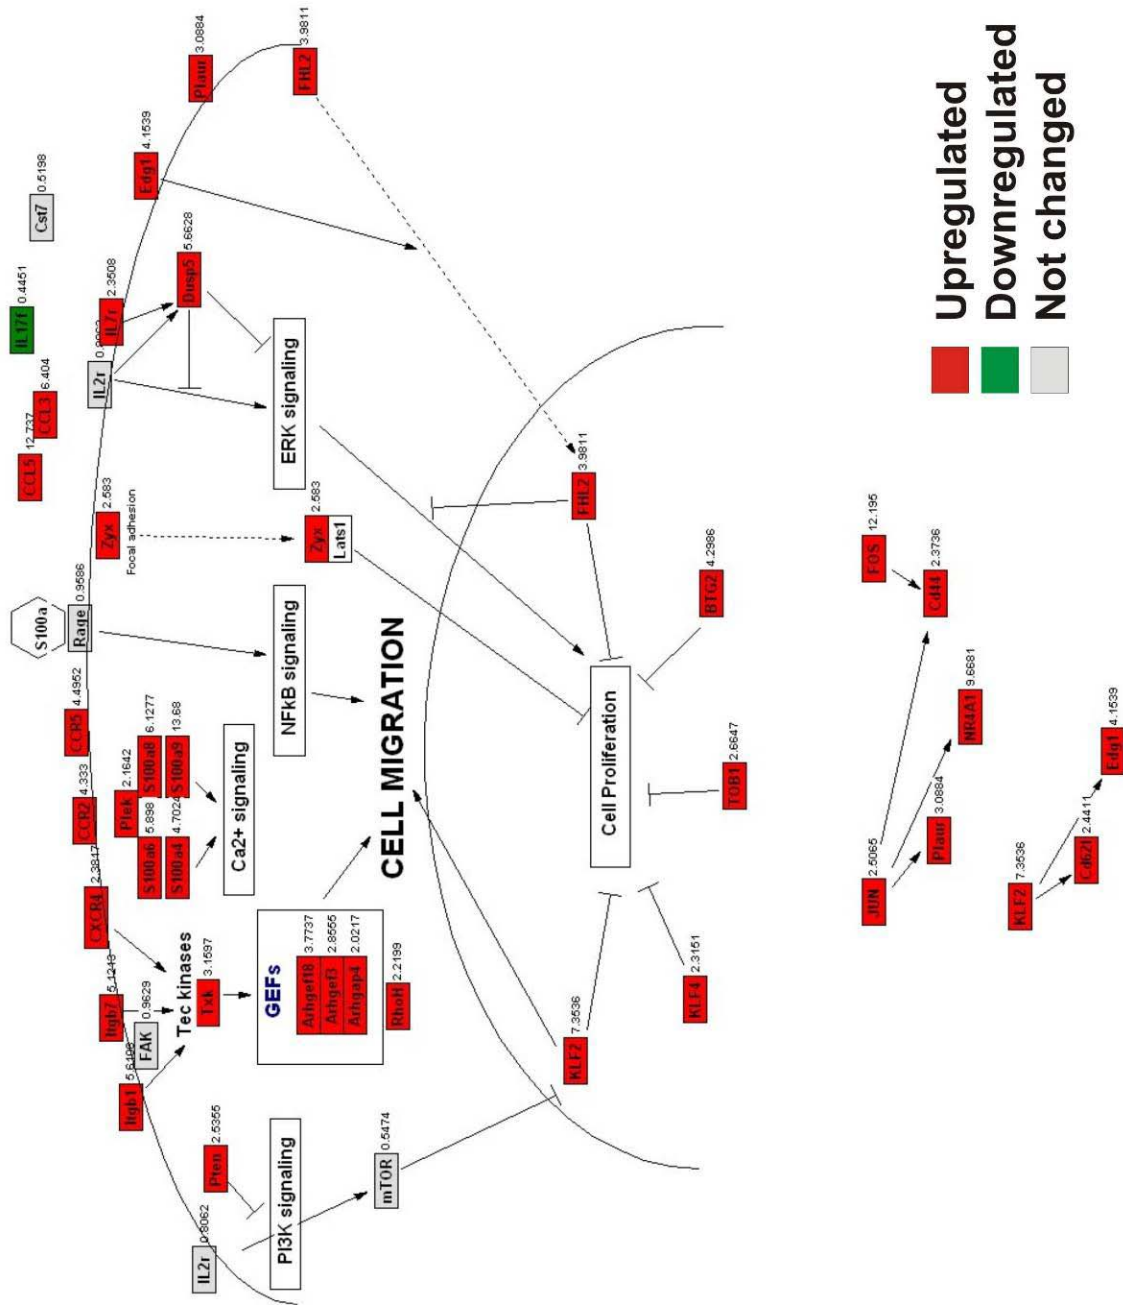 S100a
CCL5
12.737
CCL3
6.404
IL17f
0.4451
Cst7
0.5198
IL2r
0.8062
Itgb1
Itgb7
FAK
0.9629
CXCR4
2.3817
CCR2
4.333
CCR5
4.4952
Rage
0.9586
Zyx
2.583
Focal adhesion
IL2r
IL7r
2.3508
Edg1
4.1539
Plaur
3.0884
FHL2
3.9811
Pten
2.5355
PI3K signaling
mTOR
0.5474
Tec kinases
Txk
3.1597
GEFs
Arhgef18
3.7737
Arhgef3
2.8555
Arhgap4
2.0217
RhoH
2.2199
Plek
2.1642
S100a6
5.898
S100a8
6.1277
S100a4
4.7024
S100a9
13.68
Ca2+ signaling
NFkB signaling
Zyx
2.583
Lats1
Dusp5
5.6628
ERK signaling
CELL MIGRATION
KLF2
7.3536
FHL2
3.9811
Cell Proliferation
KLF4
2.3151
TOB1
2.6647
BTG2
4.2986
JUN
2.5065
FOS
12.195
Plaur
3.0884
NR4A1
9.6681
Cd44
2.3736
KLF2
7.3536
Cd62l
2.4411
Edg1
4.1539
Upregulated
Downregulated
Not changed